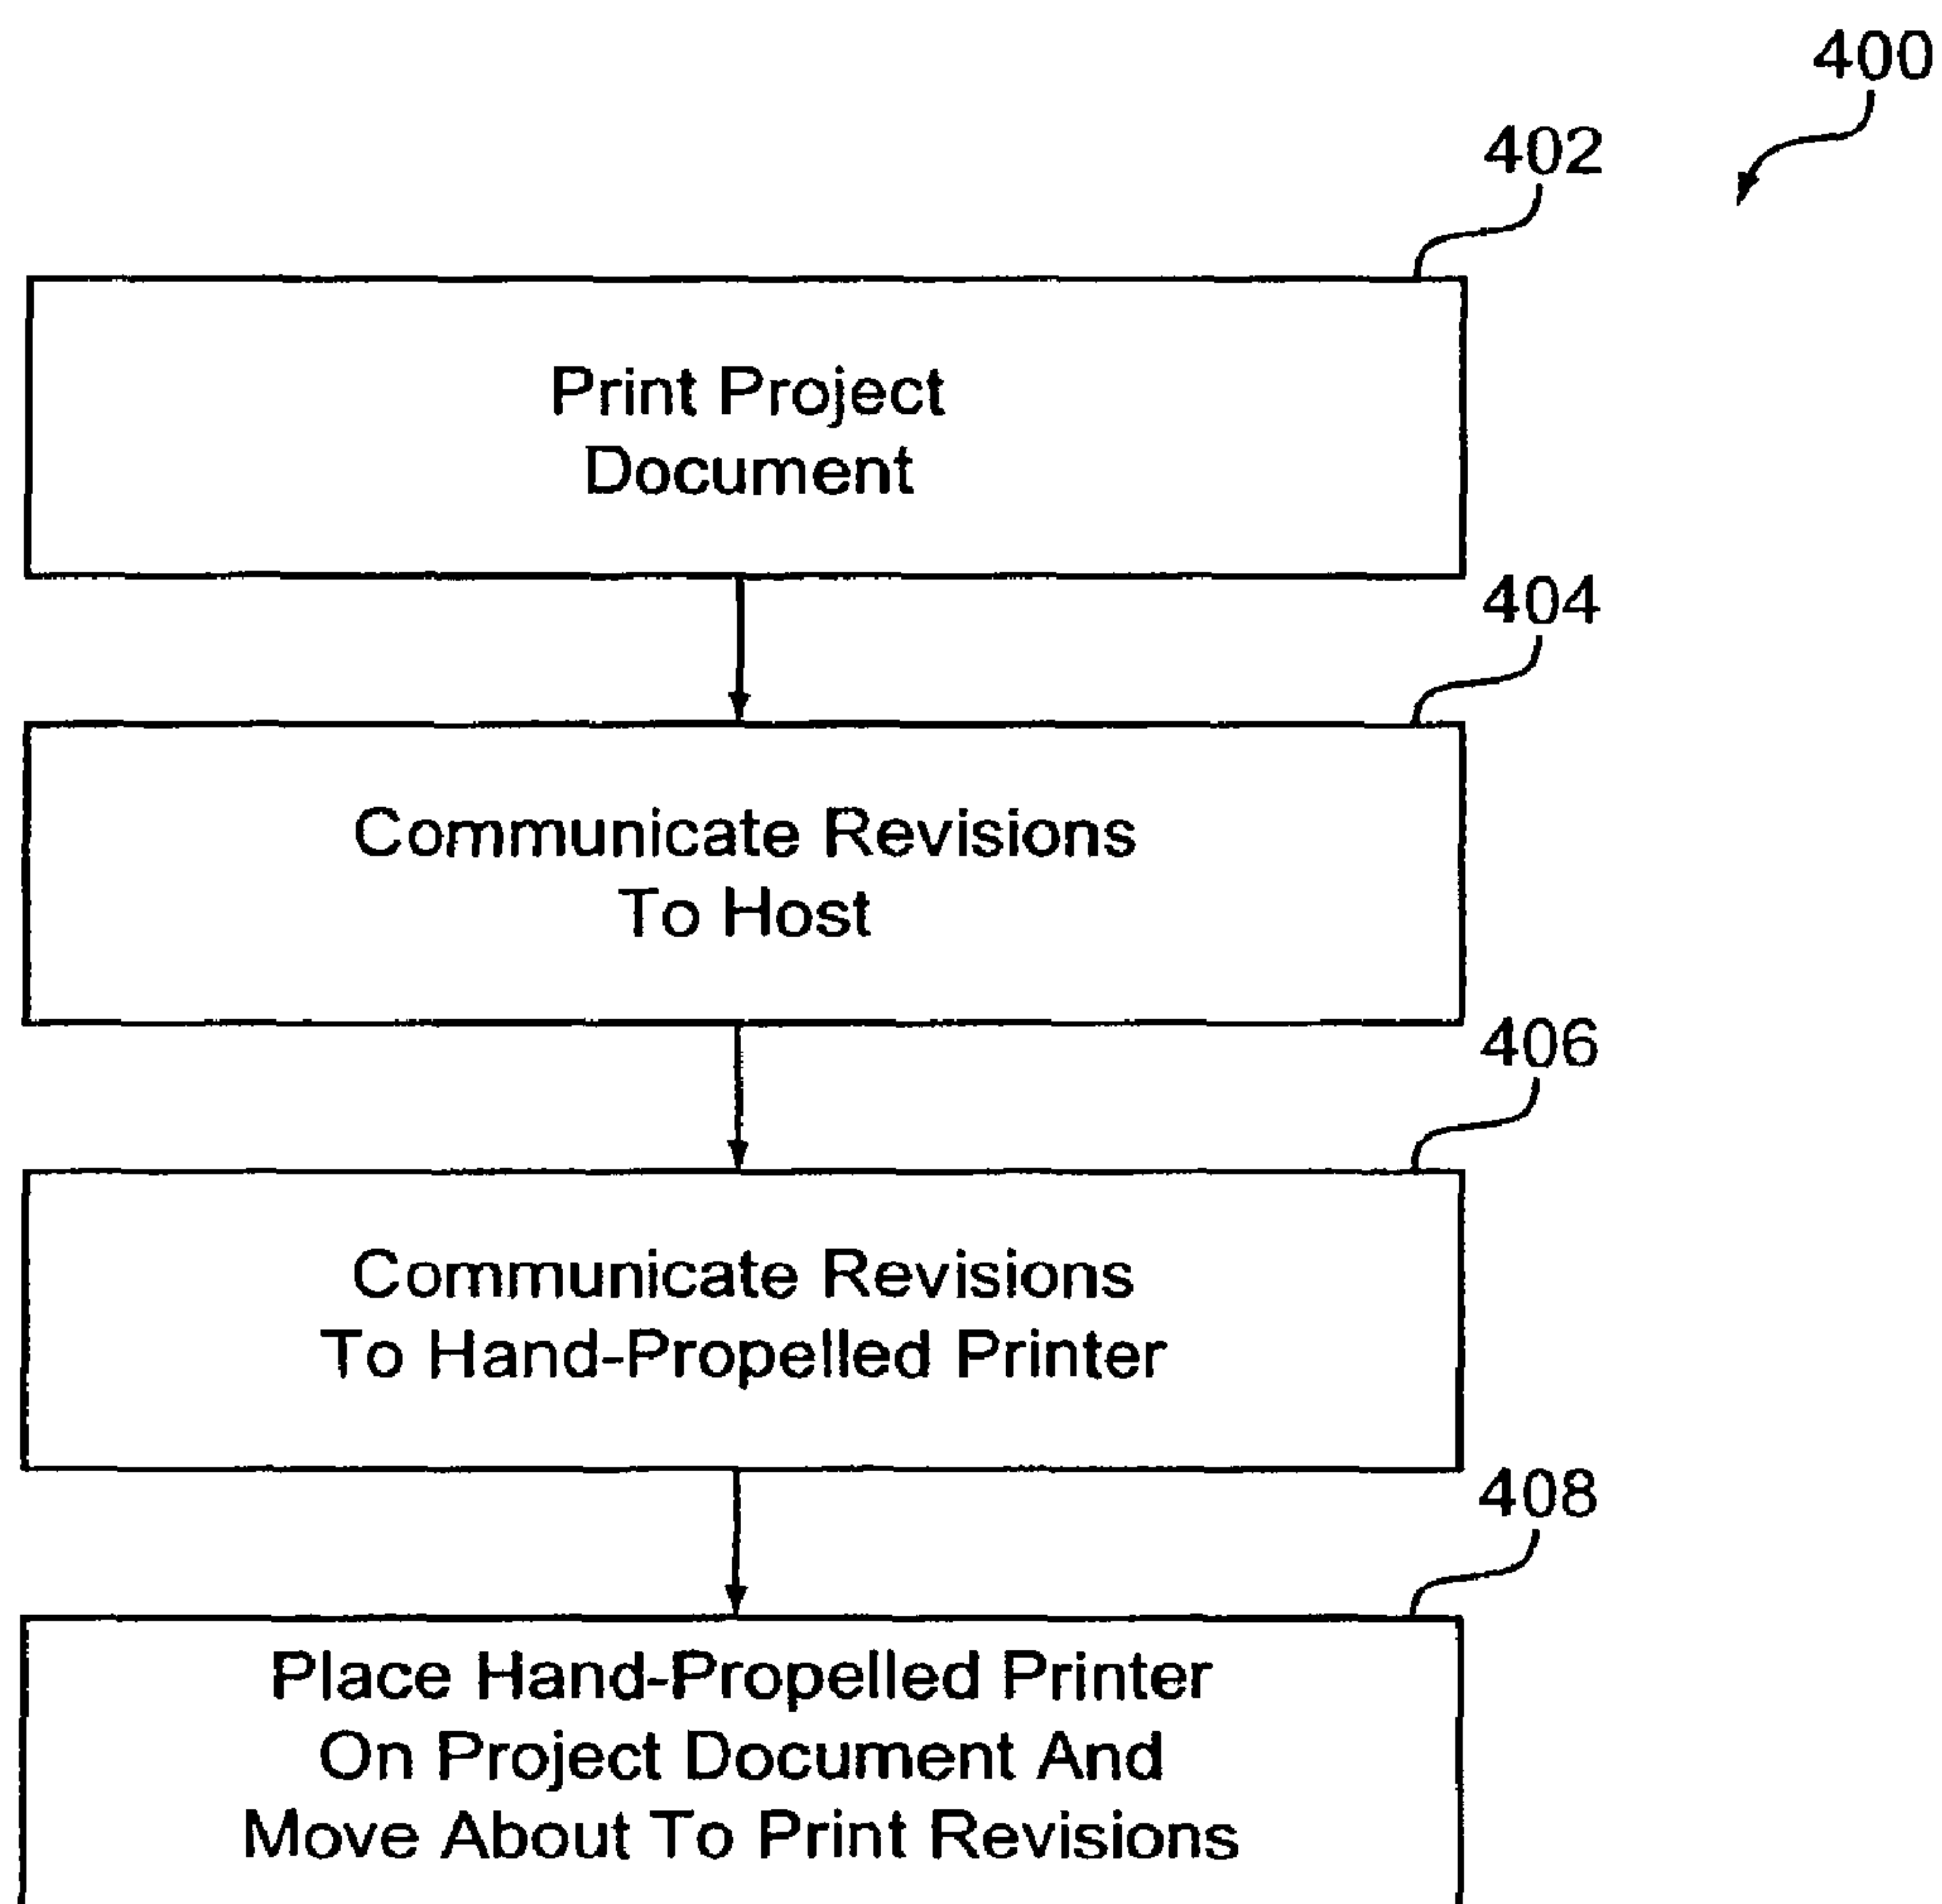 400
402
Print Project
Document
404
Communicate Revisions
To Host
406
Communicate Revisions
To Hand-Propelled Printer
408
Place Hand-Propelled Printer
On Project Document And
Move About To Print Revisions